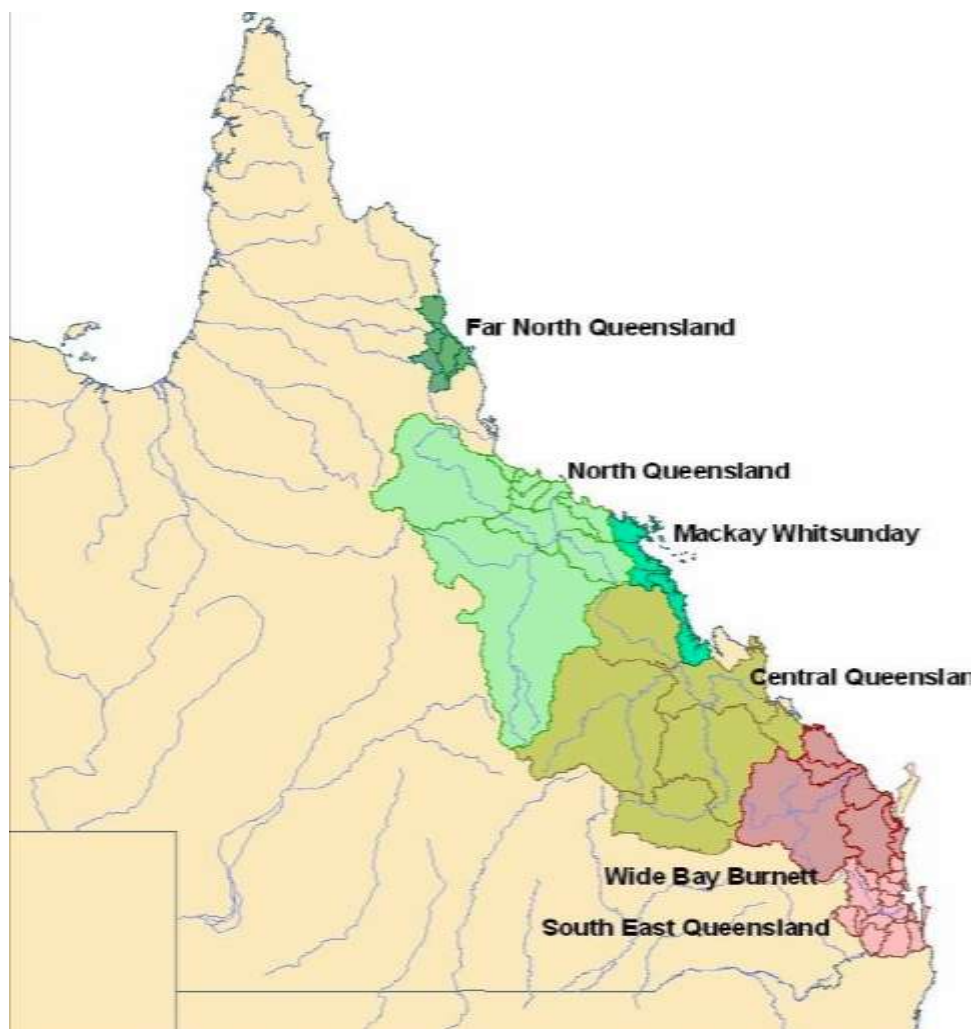 Far North Queensland
North Queensland
Mackay Whitsunday
Central Queenslan
Wide Bay Burnett
South East Queensland